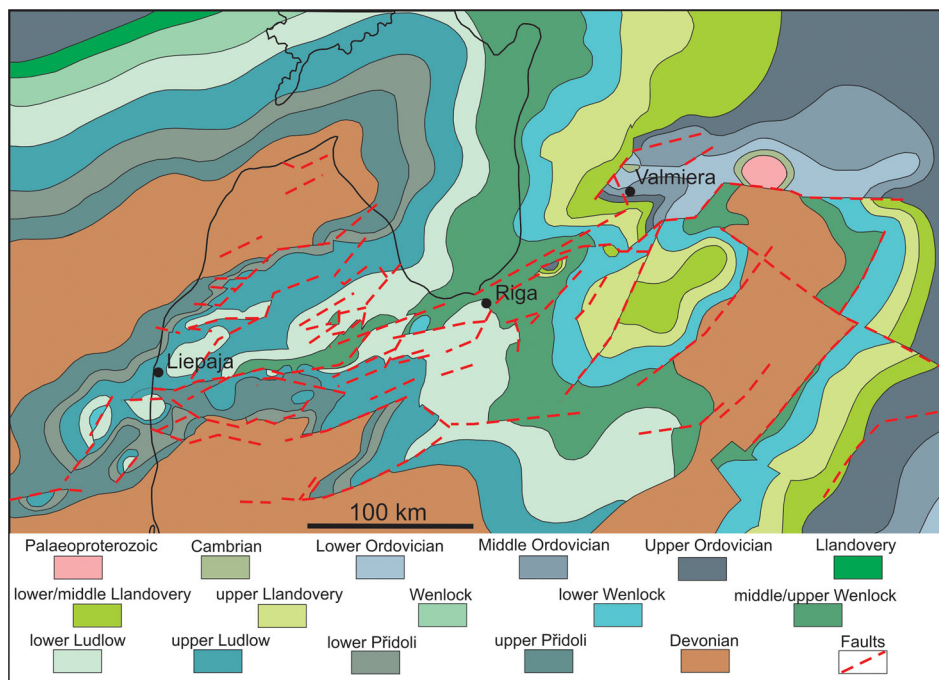 Valmiera
Riga
Liepaja
100 km
Palaeoproterozoic Cambrian Lower Ordovician Middle Ordovician Upper Ordovician Llandovery
lower/middle Llandovery upper Llandovery Wenlock lower Wenlock middle/upper Wenlock
lower Ludlow upper Ludlow lower Přidoli upper Přidoli Devonian Faults